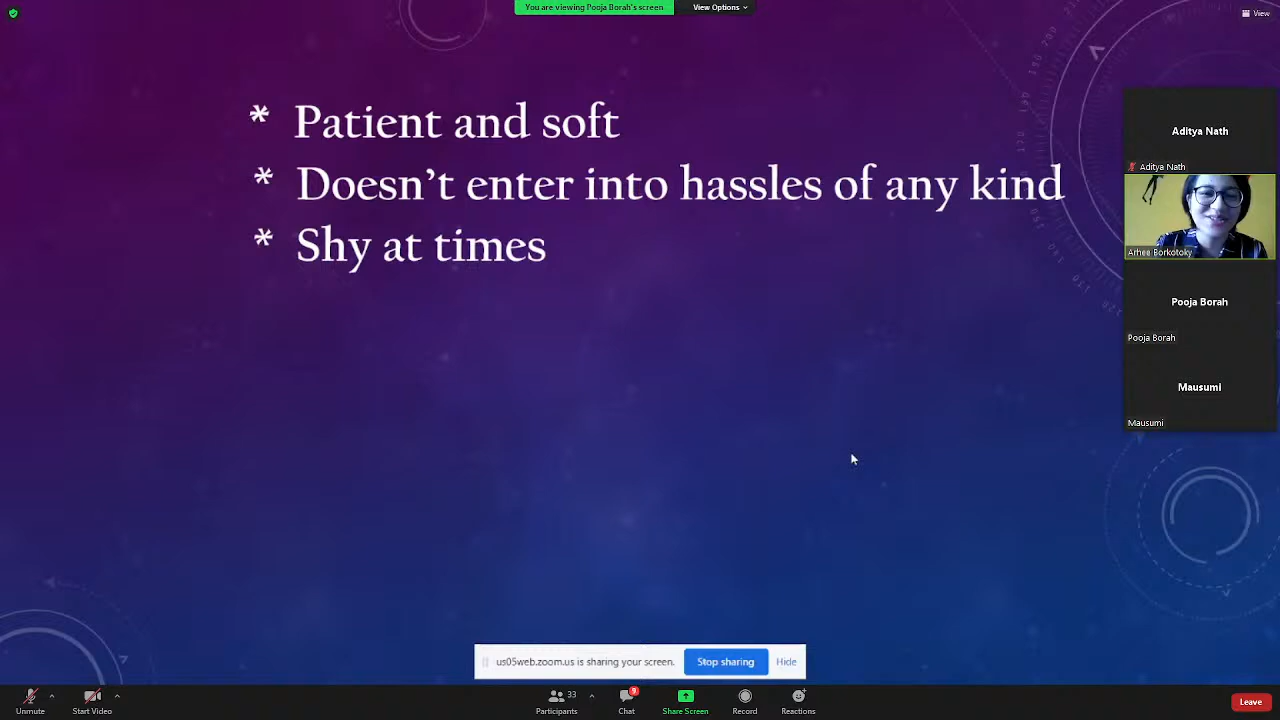 You are viewing Pooja Borah's screen
View Options
View
* Patient and soft
* Doesn't enter into hassles of any kind
* Shy at times
Aditya Nath
Aditya Nath
Arhee Borkotoky
Pooja Borah
Pooja Borah
Mausumi
Mausumi
us05web.zoom.us is sharing your screen.
Stop sharing
Hide
Unmute
Start Video
Participants 33
Chat 9
Share Screen
Record
Reactions
Leave